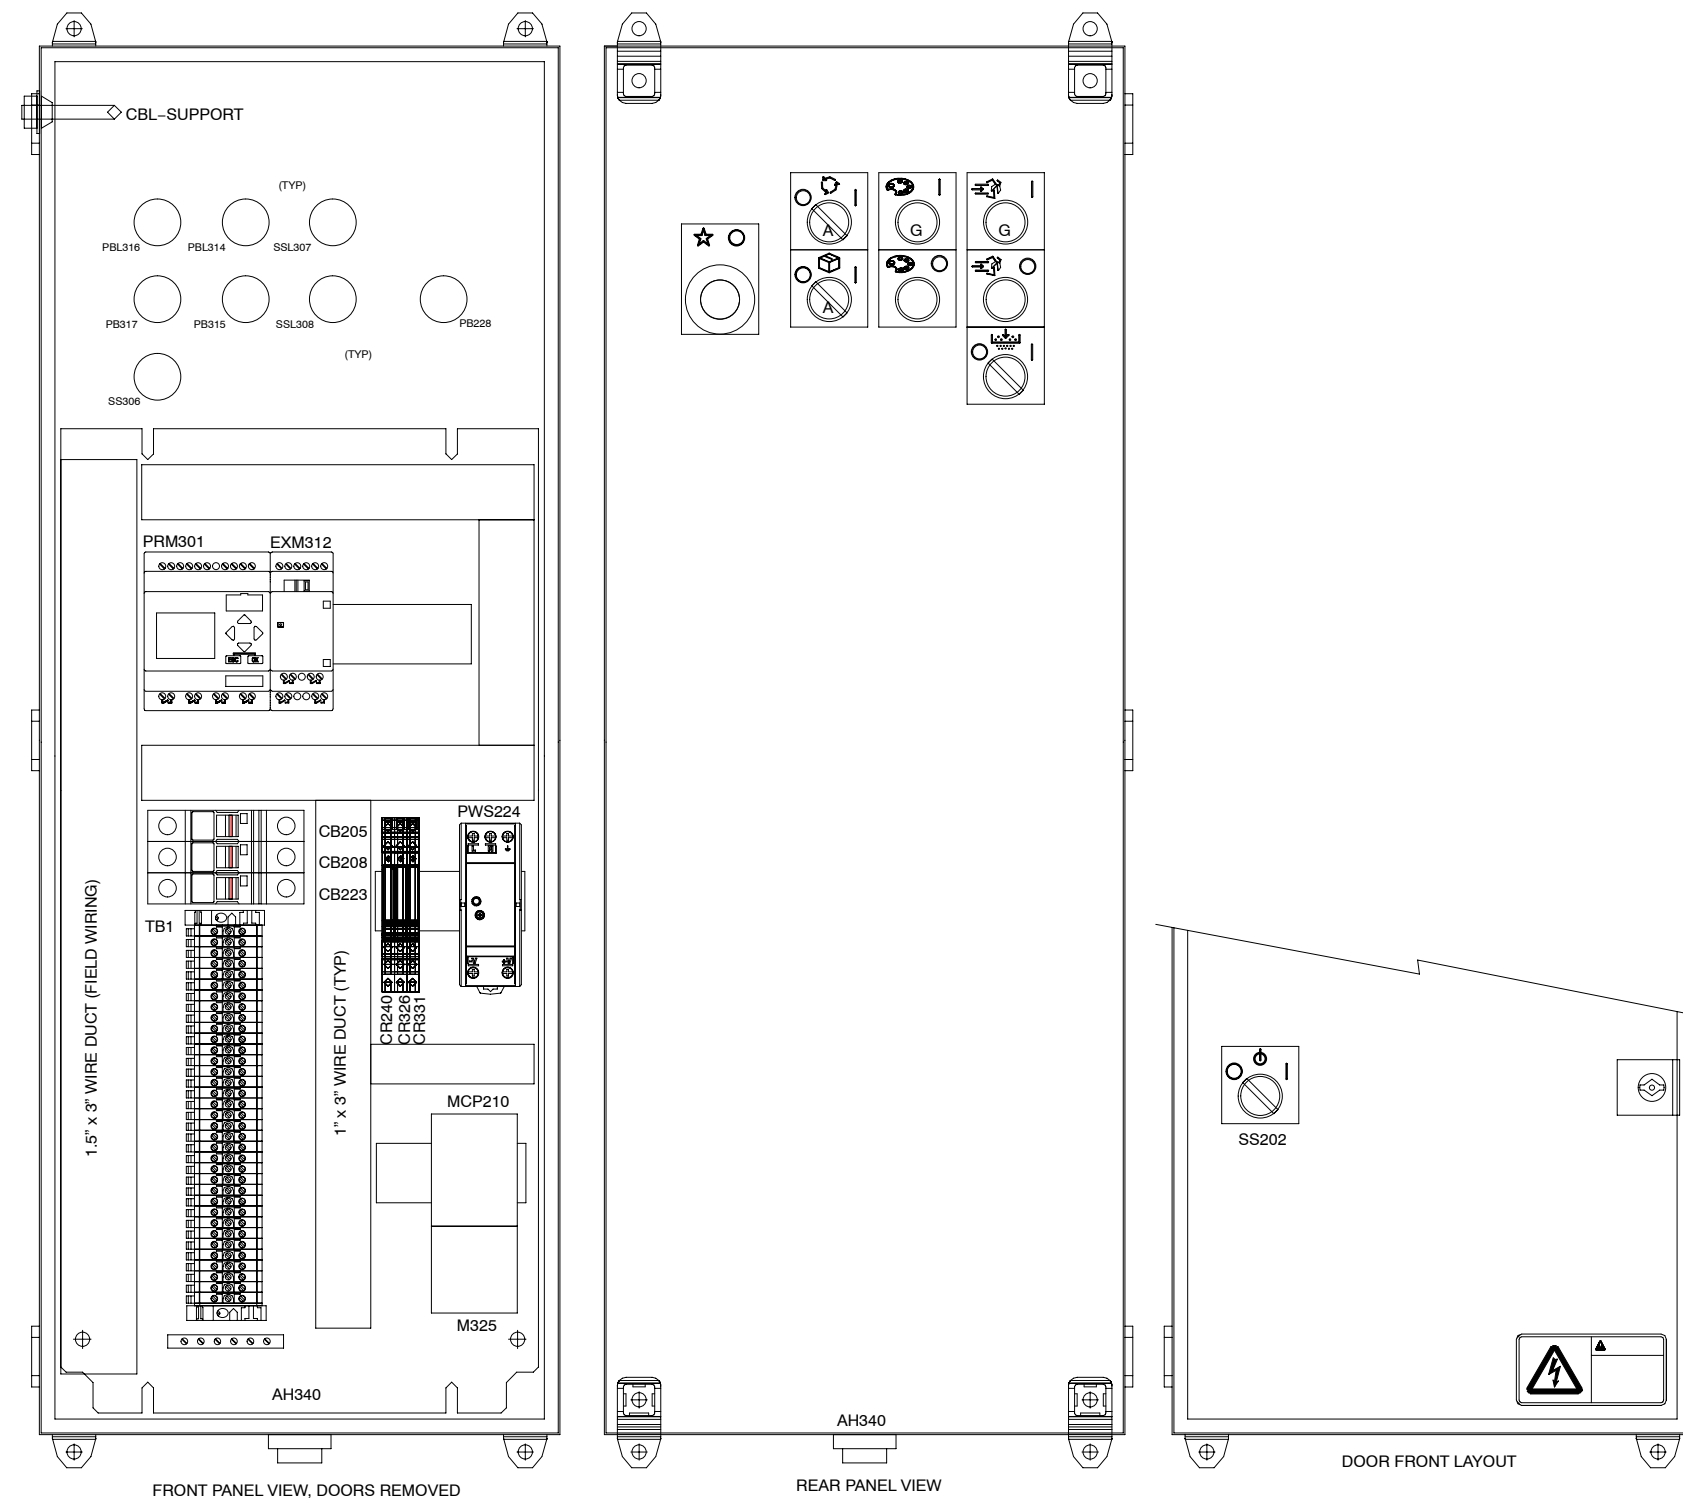 CBL–SUPPORT
(TYP)
PBL316
PBL314
SSL307
PB317
PB315
SSL308
PB228
(TYP)
SS306
PRM301
EXM312
ESC
OK
PWS224
CB205
CB208
CB223
L
N
TB1
1.5” x 3” WIRE DUCT (FIELD WIRING)
1” x 3” WIRE DUCT (TYP)
CR240
CR326
CR331
MCP210
M325
AH340
FRONT PANEL VIEW, DOORS REMOVED
A
G
G
A
AH340
REAR PANEL VIEW
SS202
DOOR FRONT LAYOUT